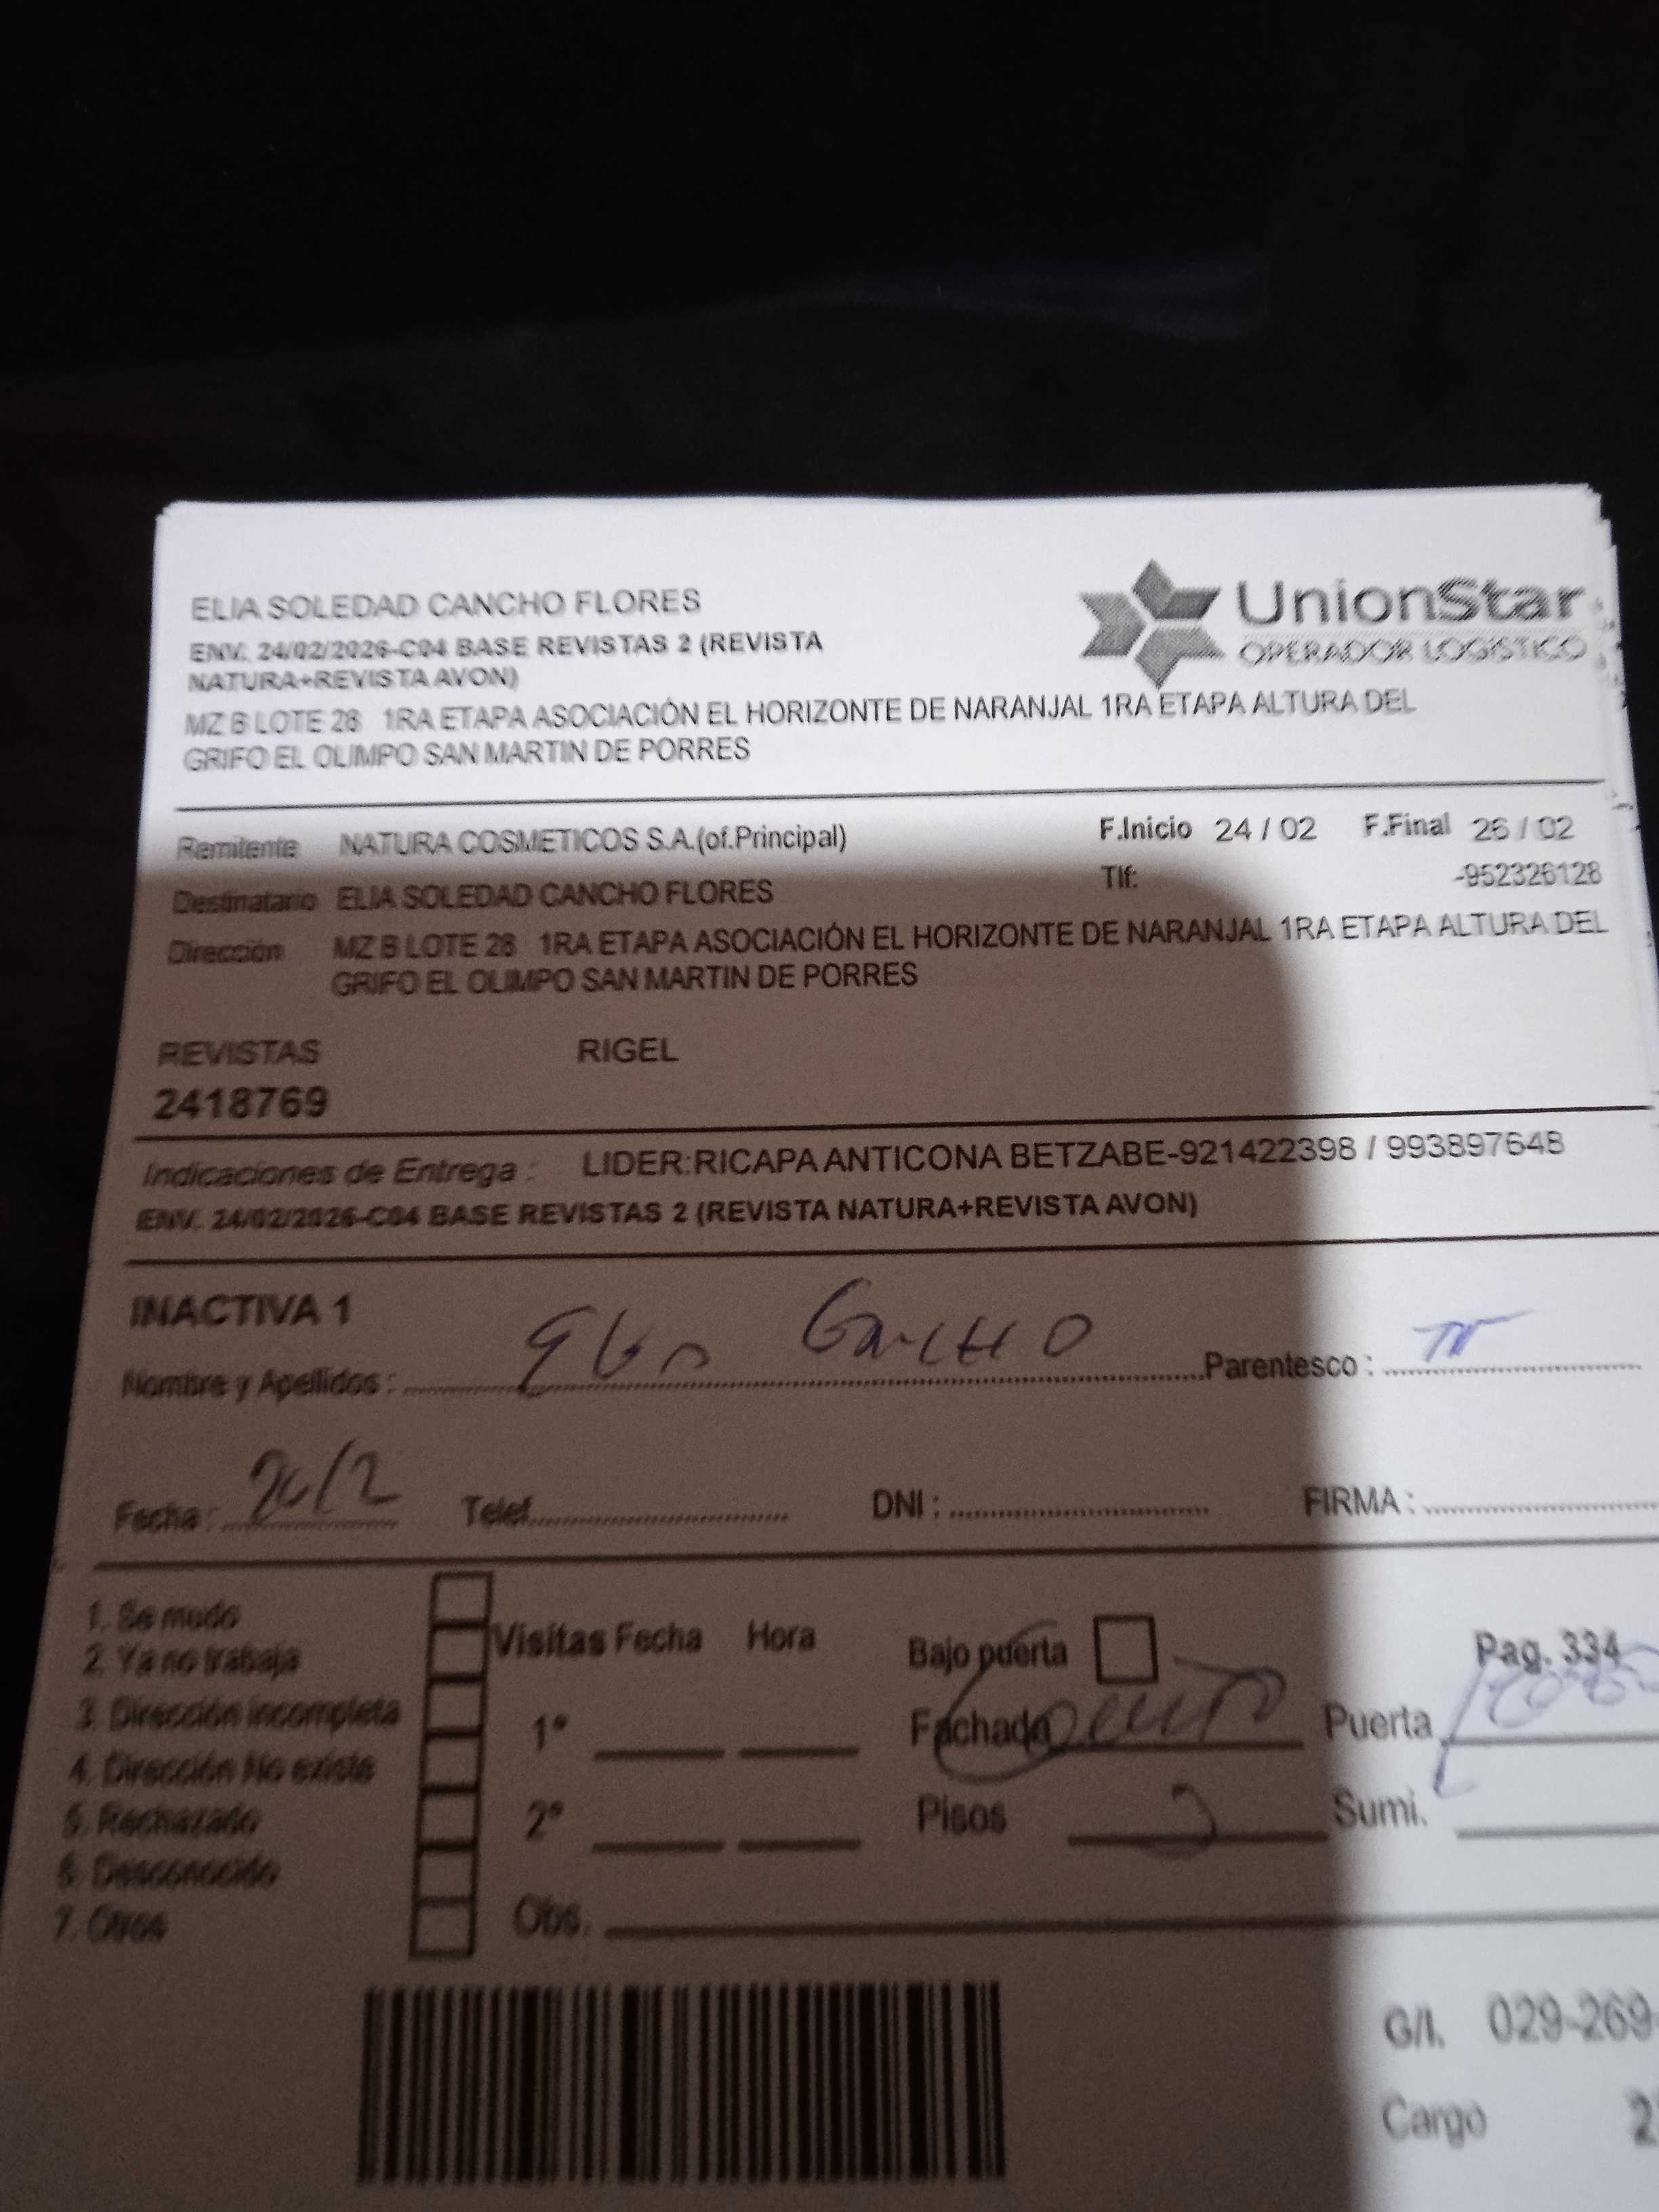 ELIA SOLEDAD CANCHO FLORES
UnionStar
OPERADOR LOGISTICO
ENV. 24/02/2026-C04 BASE REVISTAS 2 (REVISTA
NATURA+REVISTA AVON)
MZ B LOTE 28 1RA ETAPA ASOCIACIÓN EL HORIZONTE DE NARANJAL 1RA ETAPA ALTURA DEL
GRIFO EL OLIMPO SAN MARTIN DE PORRES
Remitente NATURA COSMETICOS S.A.(of.Principal) F.Inicio 24 / 02 F.Final 26 / 02
Destinatario ELIA SOLEDAD CANCHO FLORES Tlf: -952326128
Dirección MZ B LOTE 28 1RA ETAPA ASOCIACIÓN EL HORIZONTE DE NARANJAL 1RA ETAPA ALTURA DEL
GRIFO EL OLIMPO SAN MARTIN DE PORRES
REVISTAS RIGEL
2418769
Indicaciones de Entrega : LIDER:RICAPA ANTICONA BETZABE-921422398 / 993897648
ENV. 24/02/2026-C04 BASE REVISTAS 2 (REVISTA NATURA+REVISTA AVON)
INACTIVA 1
Nombre y Apellidos : CANCHO Parentesco : TT
Fecha : Telef. DNI : FIRMA :
1. Se mudo
2. Ya no trabaja
3. Dirección incompleta
4. Dirección No existe
5. Rechazado
6. Desconocido
7. Otros
Visitas Fecha Hora
1°
2°
Obs.
Bajo puerta
Pag. 334
Fachada Puerta
Pisos Sumi.
G/I. 029-269-
Cargo